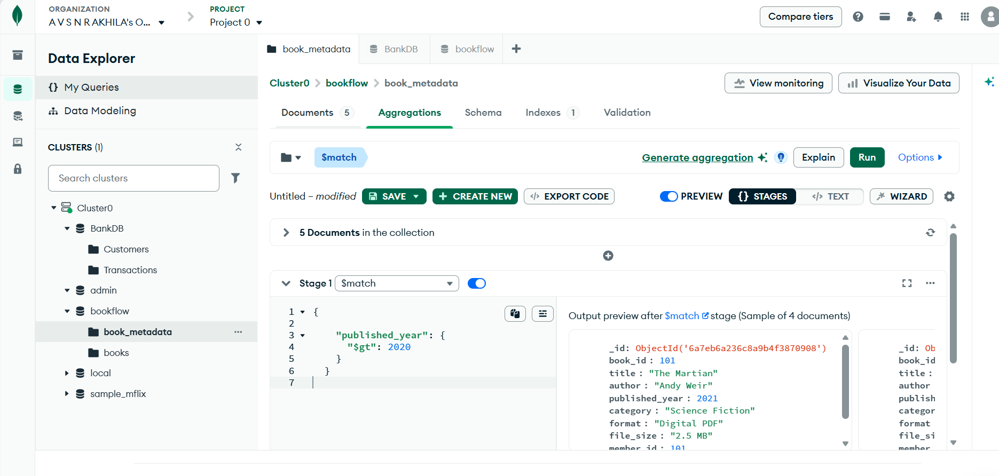 ORGANIZATION
A V S N R AKHILA's O...
PROJECT
Project 0
Compare tiers
Data Explorer
My Queries
Data Modeling
CLUSTERS (1)
Search clusters
Cluster0
BankDB
Customers
Transactions
admin
bookflow
book_metadata
books
local
sample_mflix
book_metadata
BankDB
bookflow
Cluster0 > bookflow > book_metadata
View monitoring
Visualize Your Data
Documents 5
Aggregations
Schema
Indexes 1
Validation
$match
Generate aggregation
Explain
Run
Options
Untitled – modified
SAVE
CREATE NEW
</> EXPORT CODE
PREVIEW
{} STAGES
</> TEXT
WIZARD
5 Documents in the collection
Stage 1 $match
1 {
2
3 "published_year": {
4 "$gt": 2020
5 }
6 }
7
Output preview after $match stage (Sample of 4 documents)
_id: ObjectId('6a7eb6a236c8a9b4f3870908')
book_id : 101
title : "The Martian"
author : "Andy Weir"
published_year : 2021
category : "Science Fiction"
format : "Digital PDF"
file_size : "2.5 MB"
member_id : 101
_id: Ob
book_id
title :
author
publish
categor
format
file_si
member